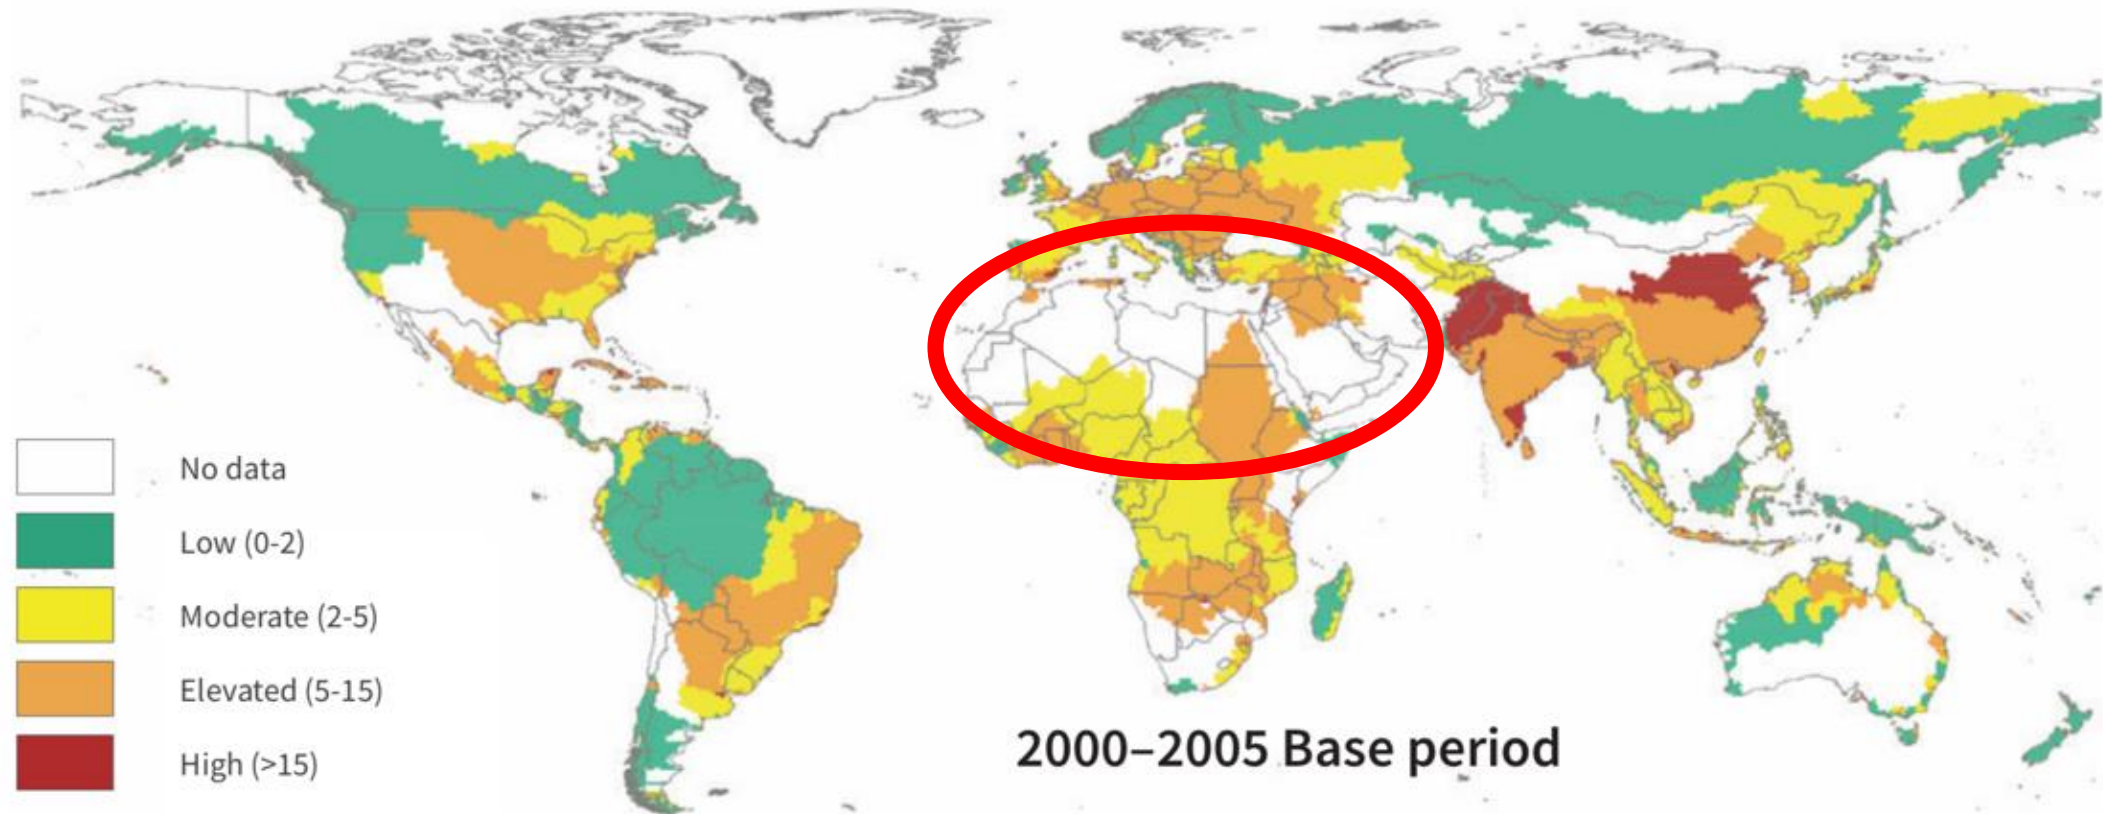 No data
Low (0-2)
Moderate (2-5)
Elevated (5-15)
High (>15)
2000–2005 Base period